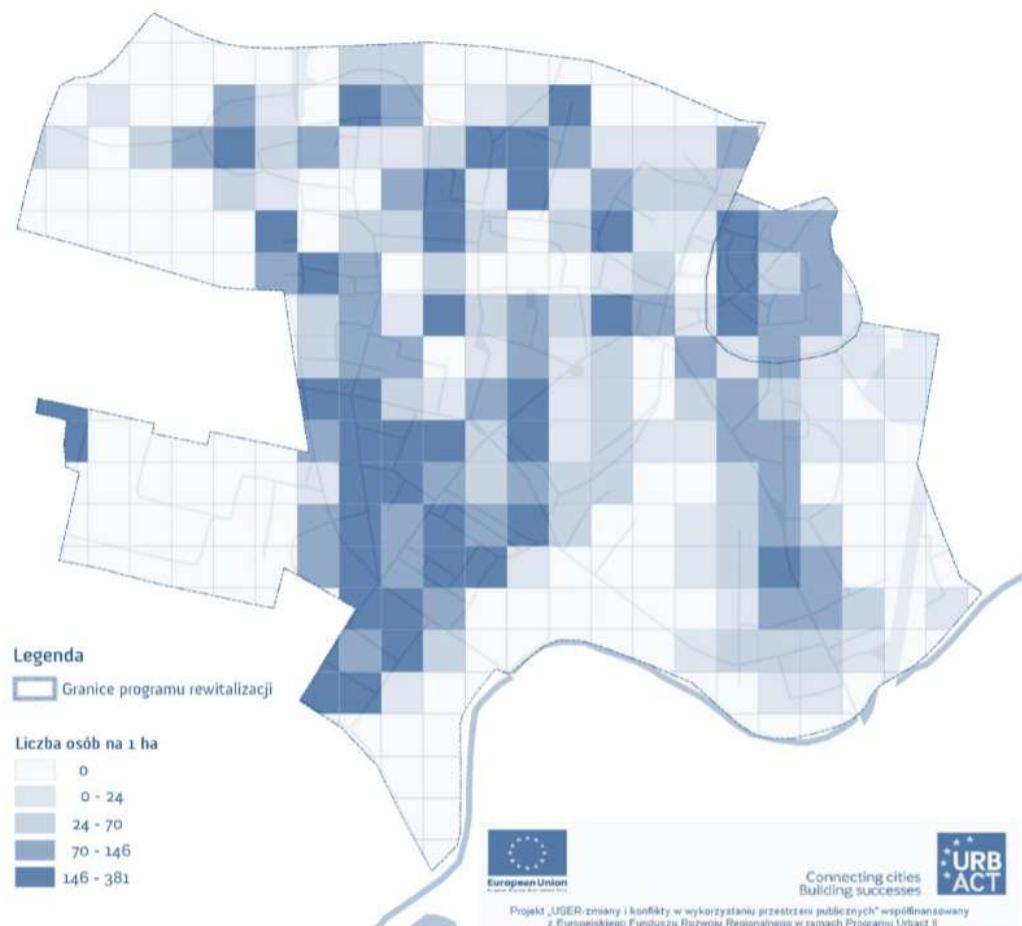 Legenda
Granice programu rewitalizacji
Liczba osób na 1 ha
0
0 - 24
24 - 70
70 - 146
146 - 381
European Union
Connecting cities
Building successes
URB
ACT
Projekt „USER-zmiany i konflikty w wykorzystaniu przestrzeni publicznych” współfinansowany
z Europejskiego Funduszu Rozwoju Regionalnego w ramach Programu Urbact II